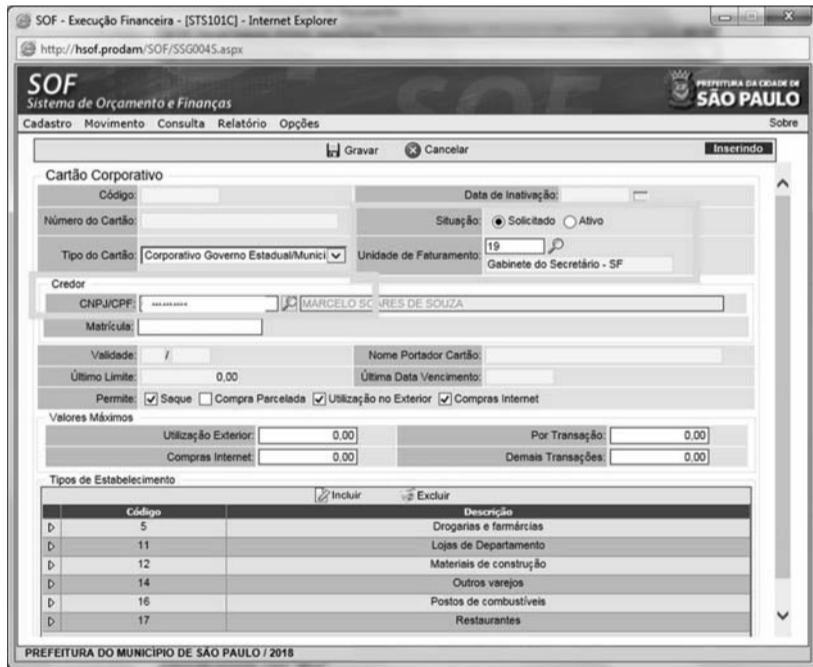 SOF - Execução Financeira - [STS101C] - Internet Explorer
http://hsof.prodam/SOF/SSG004S.aspx
SOF
Sistema de Orçamento e Finanças
PREFEITURA DA CIDADE DE
SÃO PAULO
Cadastro Movimento Consulta Relatório Opções Sobre
Gravar Cancelar Inserindo
Cartão Corporativo
Código: Data de Inativação:
Número do Cartão: Situação: Solicitado Ativo
Tipo do Cartão: Corporativo Governo Estadual/Munici Unidade de Faturamento: 19
Gabinete do Secretário - SF
Credor
CNPJ/CPF: MARCELO SOARES DE SOUZA
Matrícula:
Validade: / Nome Portador Cartão:
Último Limite: 0,00 Última Data Vencimento:
Permite: Saque Compra Parcelada Utilização no Exterior Compras Internet
Valores Máximos
Utilização Exterior: 0,00 Por Transação: 0,00
Compras Internet: 0,00 Demais Transações: 0,00
Tipos de Estabelecimento
Incluir Excluir
Código Descrição
5 Drogarias e farmárcias
11 Lojas de Departamento
12 Materiais de construção
14 Outros varejos
16 Postos de combustíveis
17 Restaurantes
PREFEITURA DO MUNICÍPIO DE SÃO PAULO / 2018